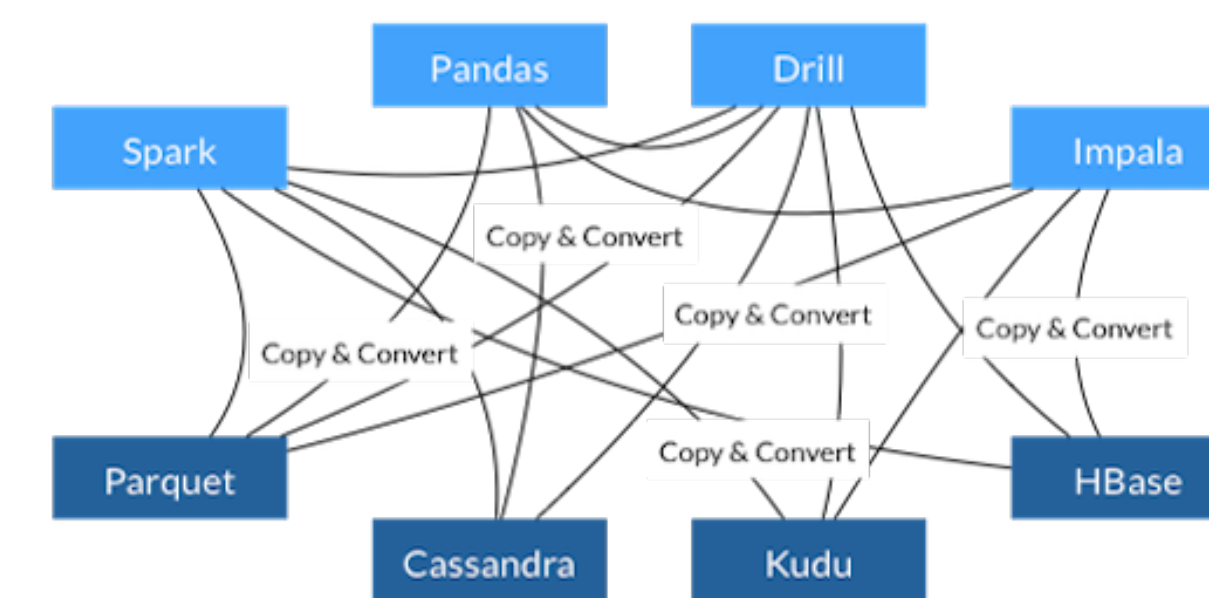 Pandas
Drill
Spark
Impala
Copy & Convert
Copy & Convert
Copy & Convert
Copy & Convert
Copy & Convert
Parquet
HBase
Cassandra
Kudu